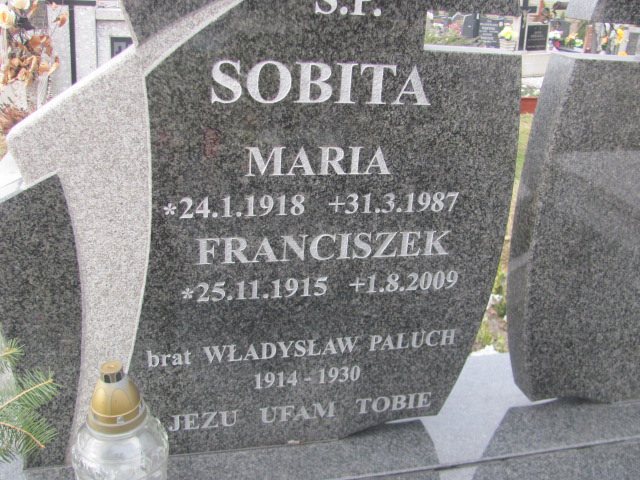 Ś.P.
SOBITA
MARIA
*24.1.1918 +31.3.1987
FRANCISZEK
*25.11.1915 +1.8.2009
brat WŁADYSŁAW PALUCH
1914 - 1930
JEZU UFAM TOBIE